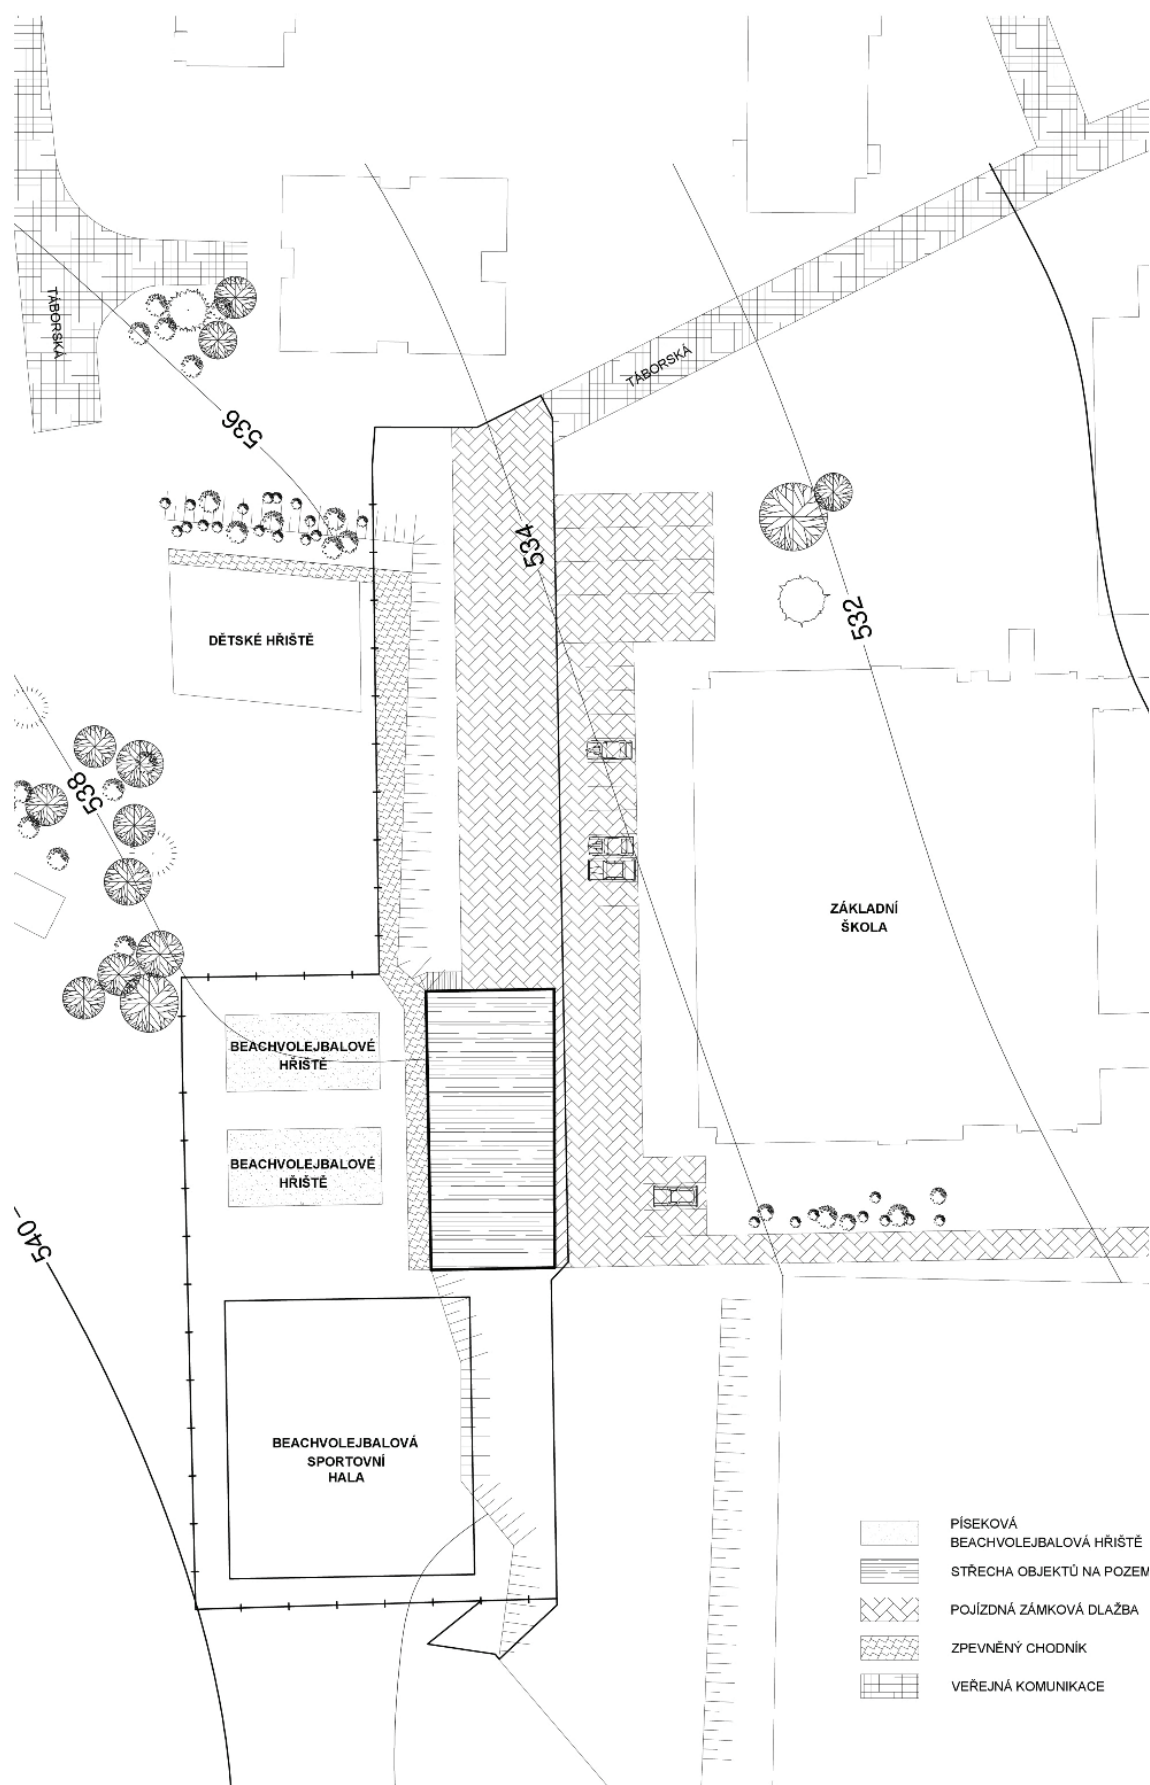 TÁBORSKÁ
TÁBORSKÁ
536
534
532
DĚTSKÉ HŘIŠTĚ
538
ZÁKLADNÍ
ŠKOLA
BEACHVOLEJBALOVÉ
HŘIŠTĚ
BEACHVOLEJBALOVÉ
HŘIŠTĚ
540
BEACHVOLEJBALOVÁ
SPORTOVNÍ
HALA
PÍSEKOVÁ
BEACHVOLEJBALOVÁ HŘIŠTĚ
STŘECHA OBJEKTŮ NA POZEM
POJÍZDNÁ ZÁMKOVÁ DLAŽBA
ZPEVNĚNÝ CHODNÍK
VEŘEJNÁ KOMUNIKACE